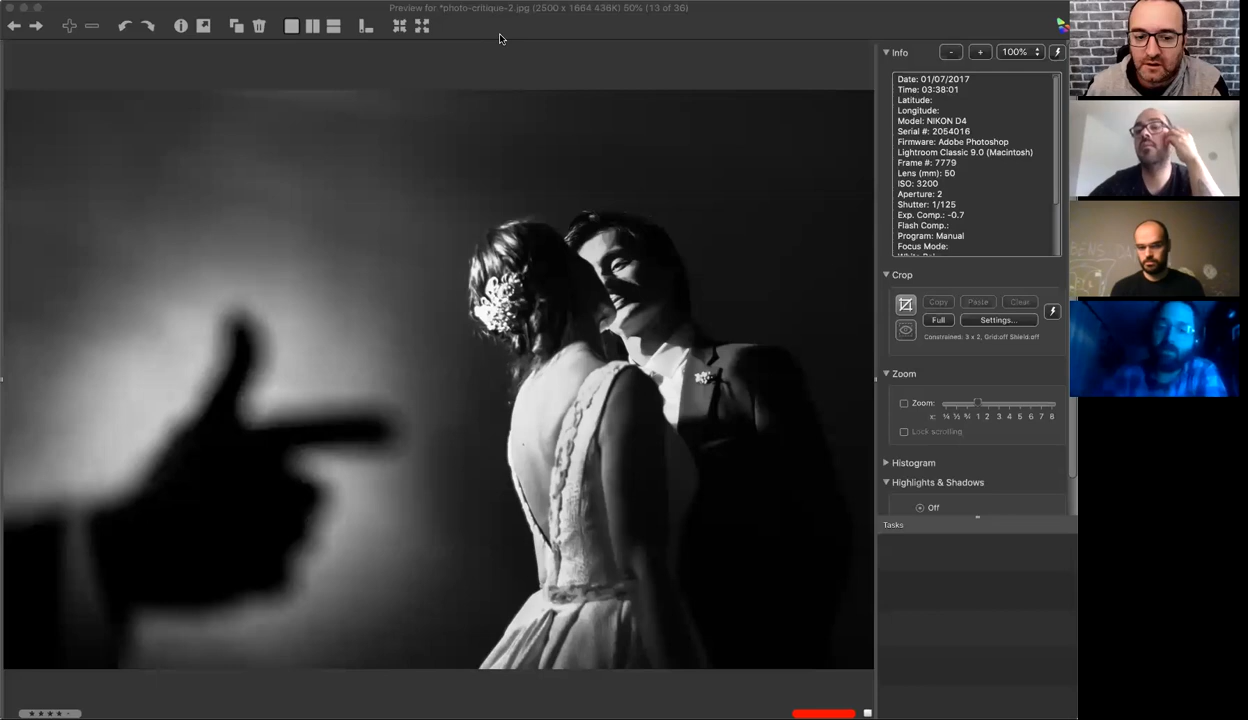 Preview for *photo-critique-2.jpg (2500 x 1664 436K) 50% (13 of 36)
Info
-
+
100%
Date: 01/07/2017
Time: 03:38:01
Latitude:
Longitude:
Model: NIKON D4
Serial #: 2054016
Firmware: Adobe Photoshop
Lightroom Classic 9.0 (Macintosh)
Frame #: 7779
Lens (mm): 50
ISO: 3200
Aperture: 2
Shutter: 1/125
Exp. Comp.: -0.7
Flash Comp.:
Program: Manual
Focus Mode:
Crop
Copy Paste Clear
Full Settings...
Constrained: 3 x 2, Grid:off Shield:off
Zoom
Zoom:
x: ¼ ½ ¾ 1 2 3 4 5 6 7 8
Lock scrolling
Histogram
Highlights & Shadows
Off
Tasks